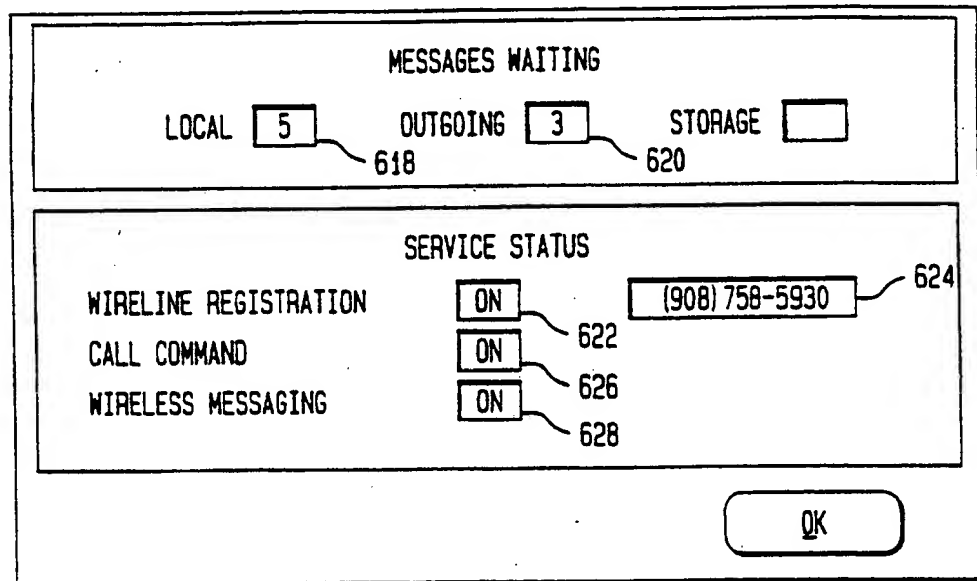 MESSAGES WAITING
LOCAL 5 OUTGOING 3 STORAGE
618 620
SERVICE STATUS
624
WIRELINE REGISTRATION ON (908) 758-5930
622
CALL COMMAND ON
626
WIRELESS MESSAGING ON
628
OK